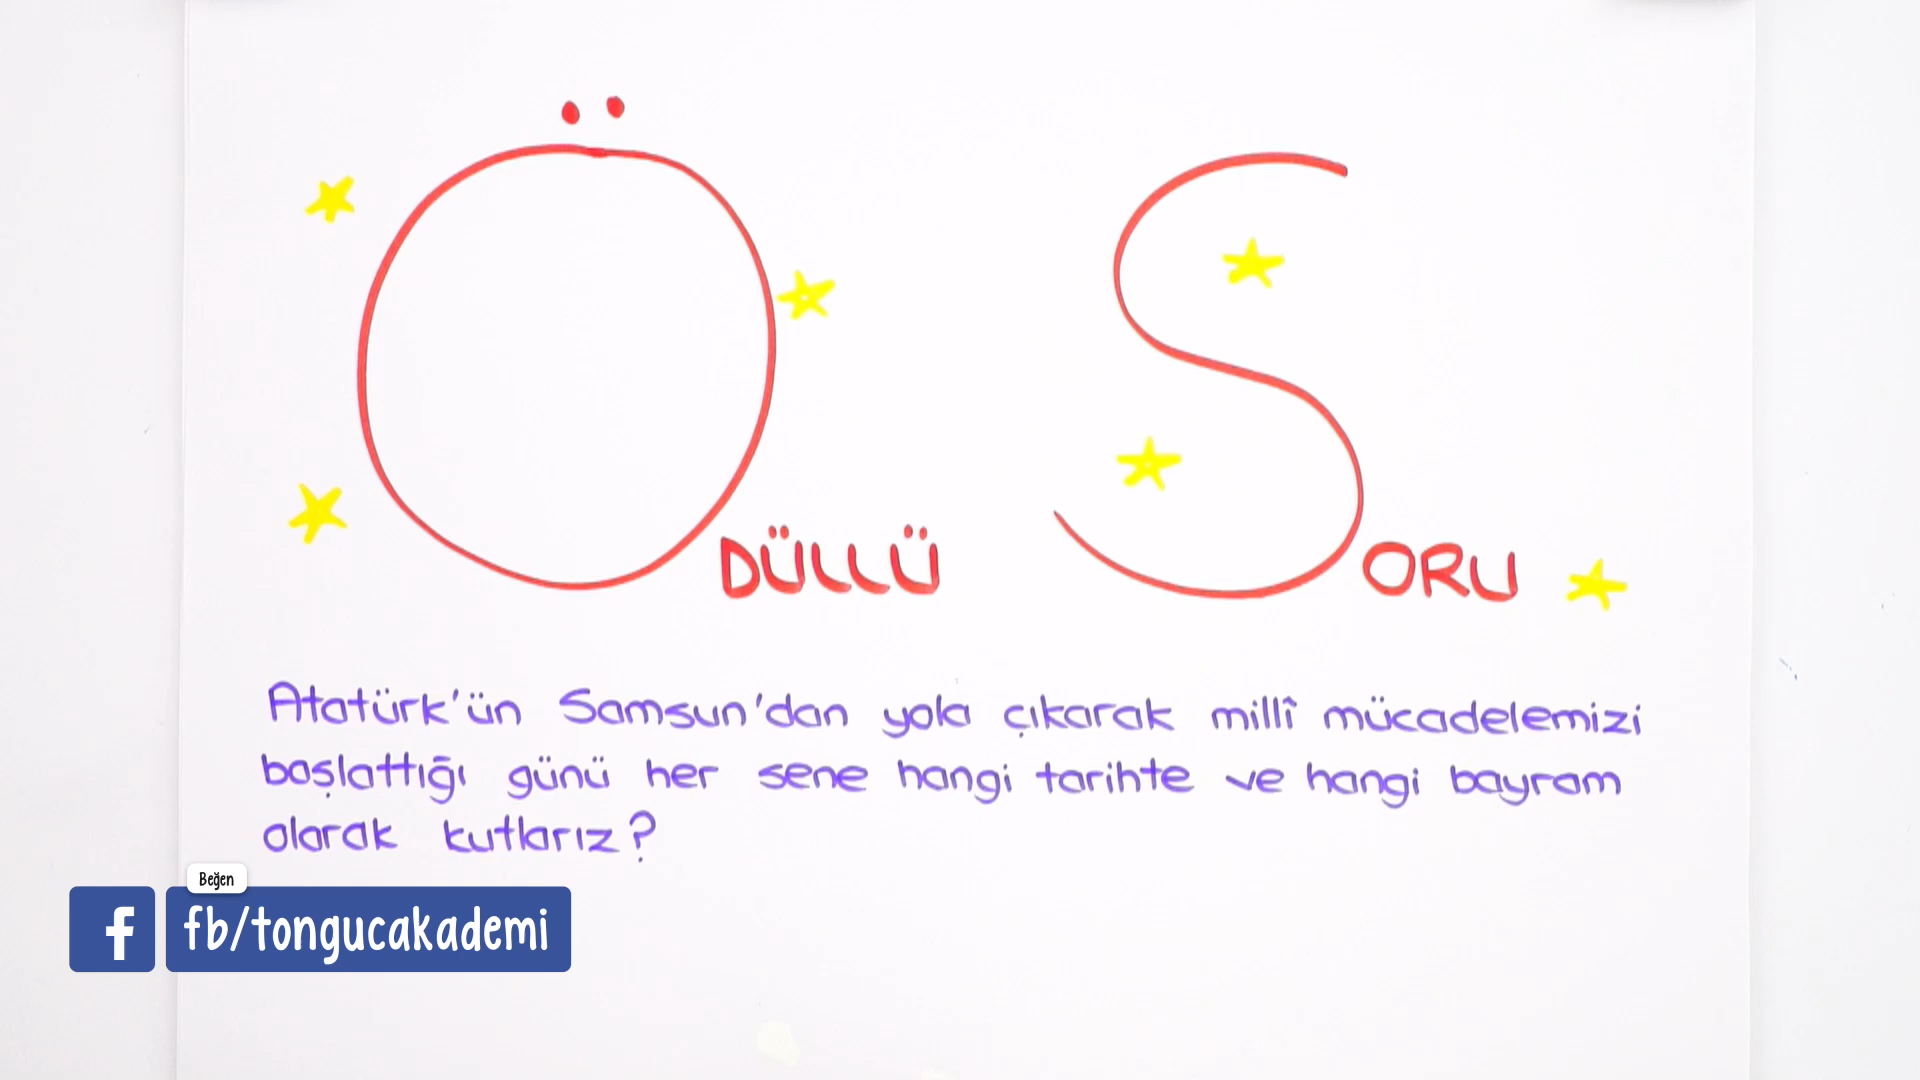 ÖDÜLLÜ SORU
Atatürk'ün Samsun'dan yola çıkarak millî mücadelemizi
başlattığı günü her sene hangi tarihte ve hangi bayram
olarak kutlarız?
Beğen
f fb/tongucakademi